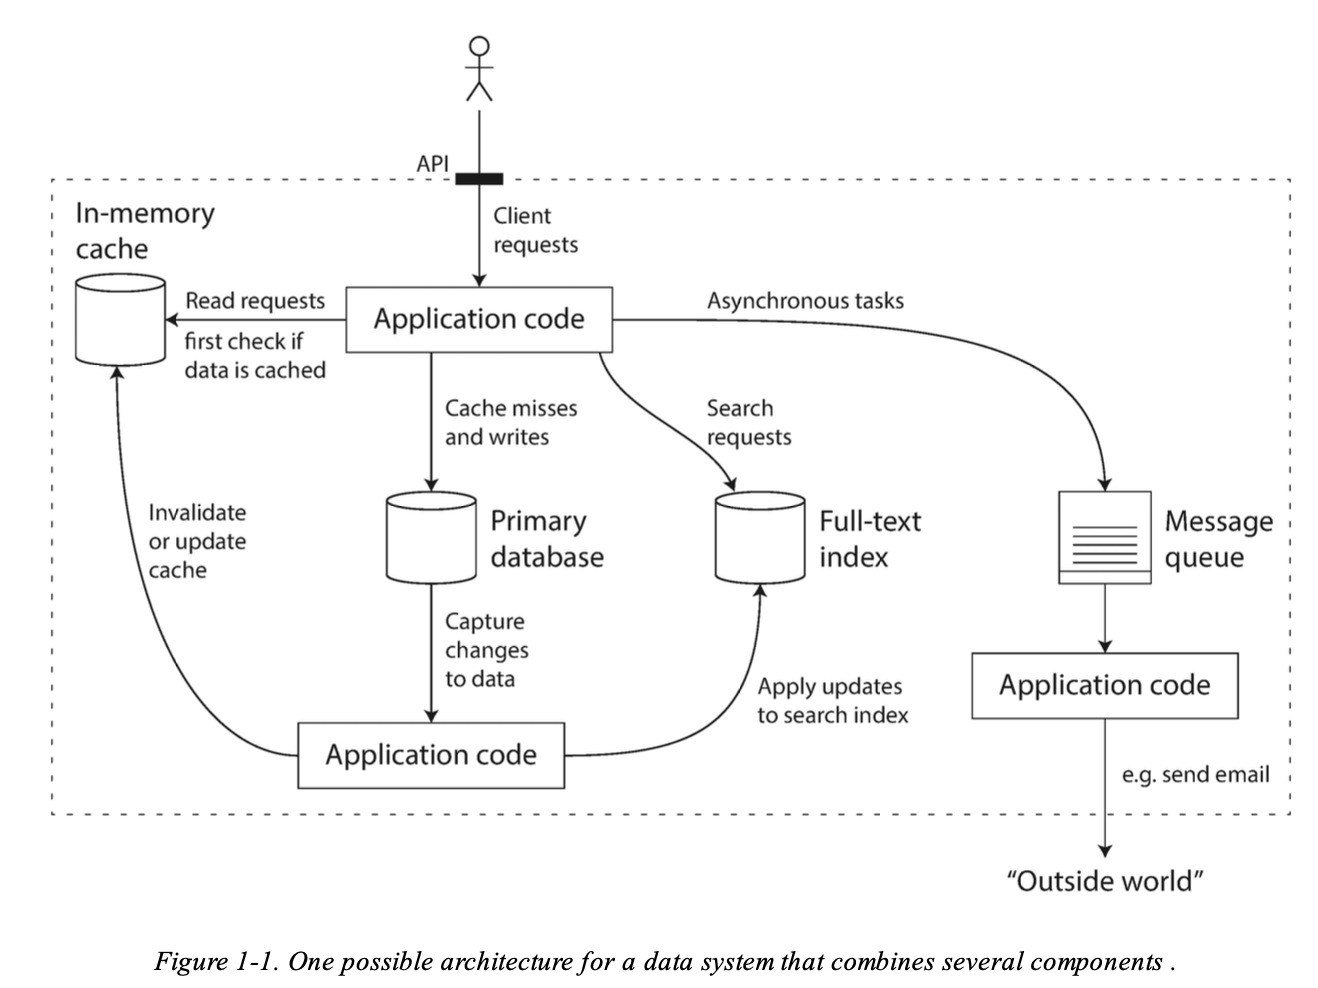 API
Client
requests
In-memory
cache
Read requests
first check if
data is cached
Application code
Asynchronous tasks
Cache misses
and writes
Search
requests
Invalidate
or update
cache
Primary
database
Full-text
index
Message
queue
Capture
changes
to data
Apply updates
to search index
Application code
Application code
e.g. send email
“Outside world”
Figure 1-1. One possible architecture for a data system that combines several components .